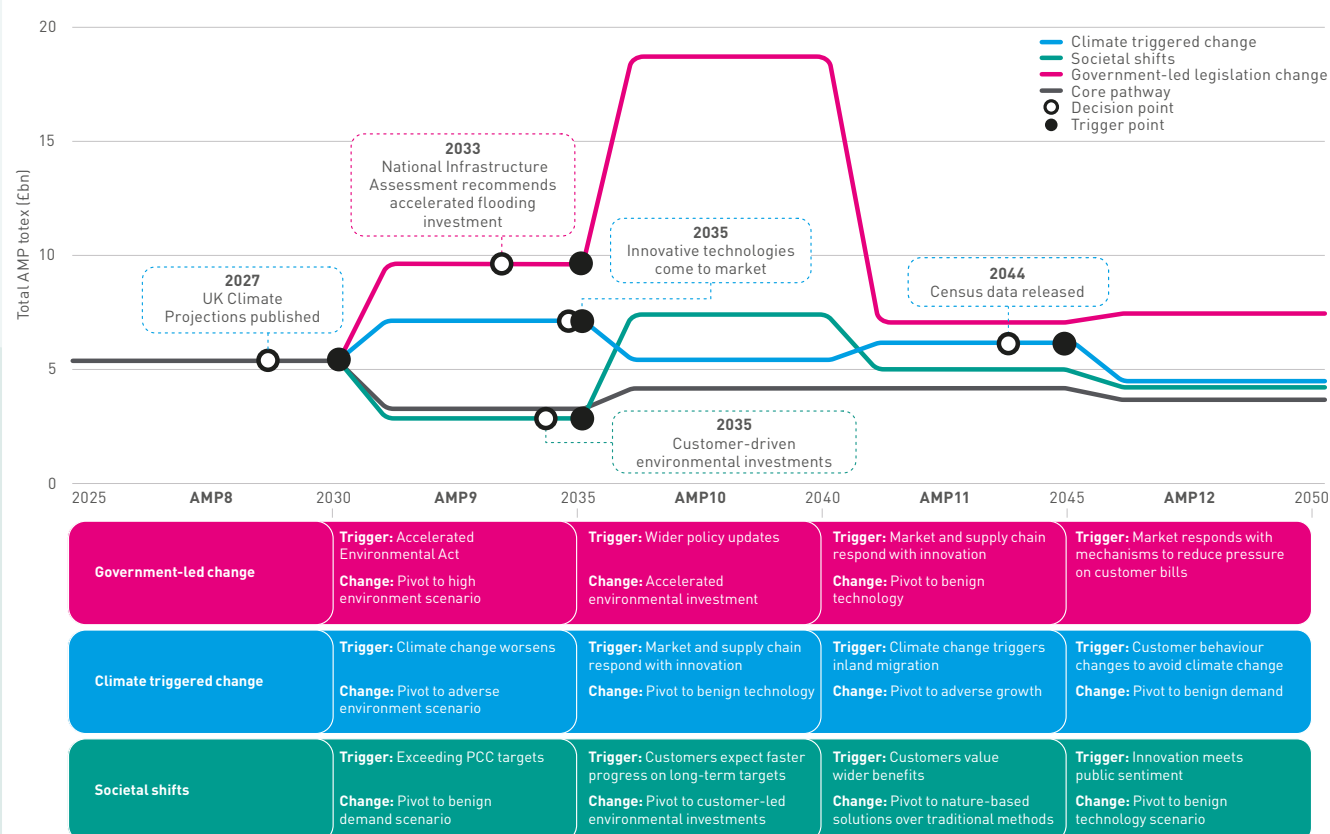 20
15
10
5
0
Total AMP totex (£bn)
Climate triggered change
Societal shifts
Government-led legislation change
Core pathway
Decision point
Trigger point
2033
National Infrastructure
Assessment recommends
accelerated flooding
investment
2035
Innovative technologies
come to market
2027
UK Climate
Projections published
2044
Census data released
2035
Customer-driven
environmental investments
2025 AMP8 2030 AMP9 2035 AMP10 2040 AMP11 2045 AMP12 2050
Government-led change
Trigger: Accelerated
Environmental Act
Change: Pivot to high
environment scenario
Trigger: Wider policy updates
Change: Accelerated
environmental investment
Trigger: Market and supply chain
respond with innovation
Change: Pivot to benign
technology
Trigger: Market responds with
mechanisms to reduce pressure
on customer bills
Climate triggered change
Trigger: Climate change worsens
Change: Pivot to adverse
environment scenario
Trigger: Market and supply chain
respond with innovation
Change: Pivot to benign technology
Trigger: Climate change triggers
inland migration
Change: Pivot to adverse growth
Trigger: Customer behaviour
changes to avoid climate change
Change: Pivot to benign demand
Societal shifts
Trigger: Exceeding PCC targets
Change: Pivot to benign
demand scenario
Trigger: Customers expect faster
progress on long-term targets
Change: Pivot to customer-led
environmental investments
Trigger: Customers value
wider benefits
Change: Pivot to nature-based
solutions over traditional methods
Trigger: Innovation meets
public sentiment
Change: Pivot to benign
technology scenario